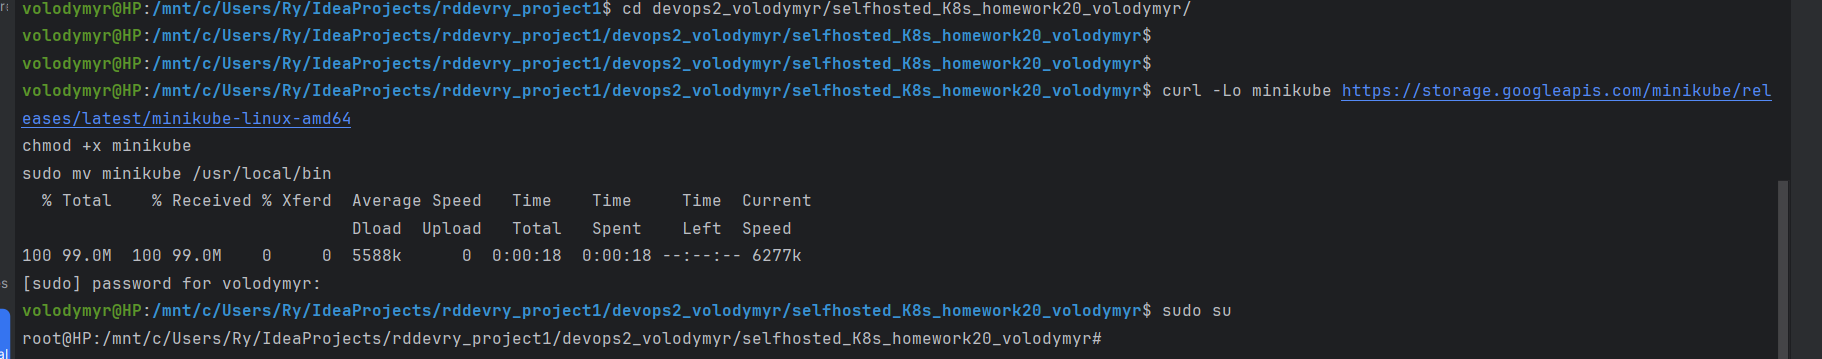 volodymyr@HP:/mnt/c/Users/Ry/IdeaProjects/rddevry_project1$ cd devops2_volodymyr/selfhosted_K8s_homework20_volodymyr/
volodymyr@HP:/mnt/c/Users/Ry/IdeaProjects/rddevry_project1/devops2_volodymyr/selfhosted_K8s_homework20_volodymyr$
volodymyr@HP:/mnt/c/Users/Ry/IdeaProjects/rddevry_project1/devops2_volodymyr/selfhosted_K8s_homework20_volodymyr$
volodymyr@HP:/mnt/c/Users/Ry/IdeaProjects/rddevry_project1/devops2_volodymyr/selfhosted_K8s_homework20_volodymyr$ curl -Lo minikube https://storage.googleapis.com/minikube/rel
eases/latest/minikube-linux-amd64
chmod +x minikube
sudo mv minikube /usr/local/bin
  % Total    % Received % Xferd  Average Speed   Time    Time     Time  Current
                                 Dload  Upload   Total   Spent    Left  Speed
100 99.0M  100 99.0M    0     0  5588k      0  0:00:18  0:00:18 --:--:-- 6277k
[sudo] password for volodymyr:
volodymyr@HP:/mnt/c/Users/Ry/IdeaProjects/rddevry_project1/devops2_volodymyr/selfhosted_K8s_homework20_volodymyr$ sudo su
root@HP:/mnt/c/Users/Ry/IdeaProjects/rddevry_project1/devops2_volodymyr/selfhosted_K8s_homework20_volodymyr#